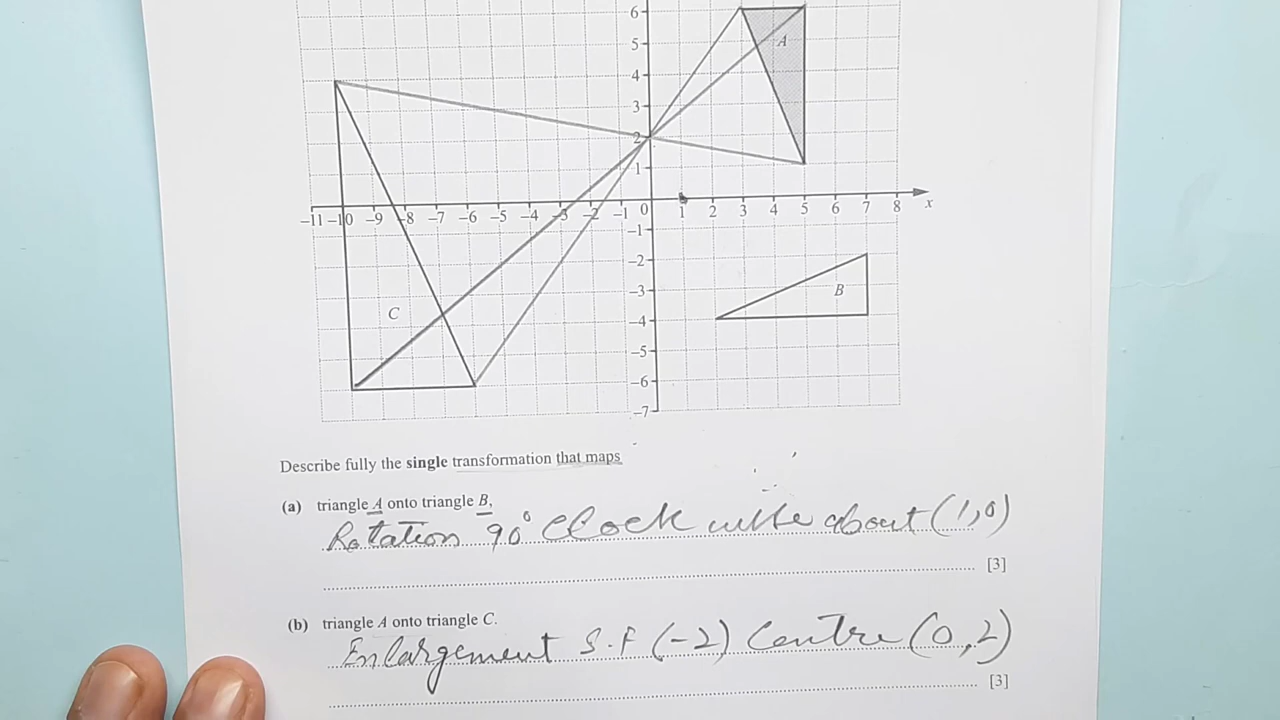 6
5
A
4
3
2
1
–11 –10 –9 –8 –7 –6 –5 –4 –3 –2 –1 0 1 2 3 4 5 6 7 8 x
–1
–2
–3
B
C
–4
–5
–6
–7
Describe fully the single transformation that maps
(a) triangle A onto triangle B,
Rotation 90° Clock wise about (1,0)
[3]
(b) triangle A onto triangle C.
Enlargement S.F (-2) Centre (0,2)
[3]